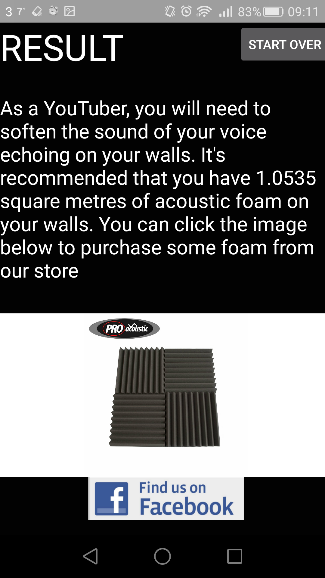 3 7° 83% 09:11
RESULT
START OVER
As a YouTuber, you will need to
soften the sound of your voice
echoing on your walls. It's
recommended that you have 1.0535
square metres of acoustic foam on
your walls. You can click the image
below to purchase some foam from
our store
PRO acoustic
f Find us on
Facebook